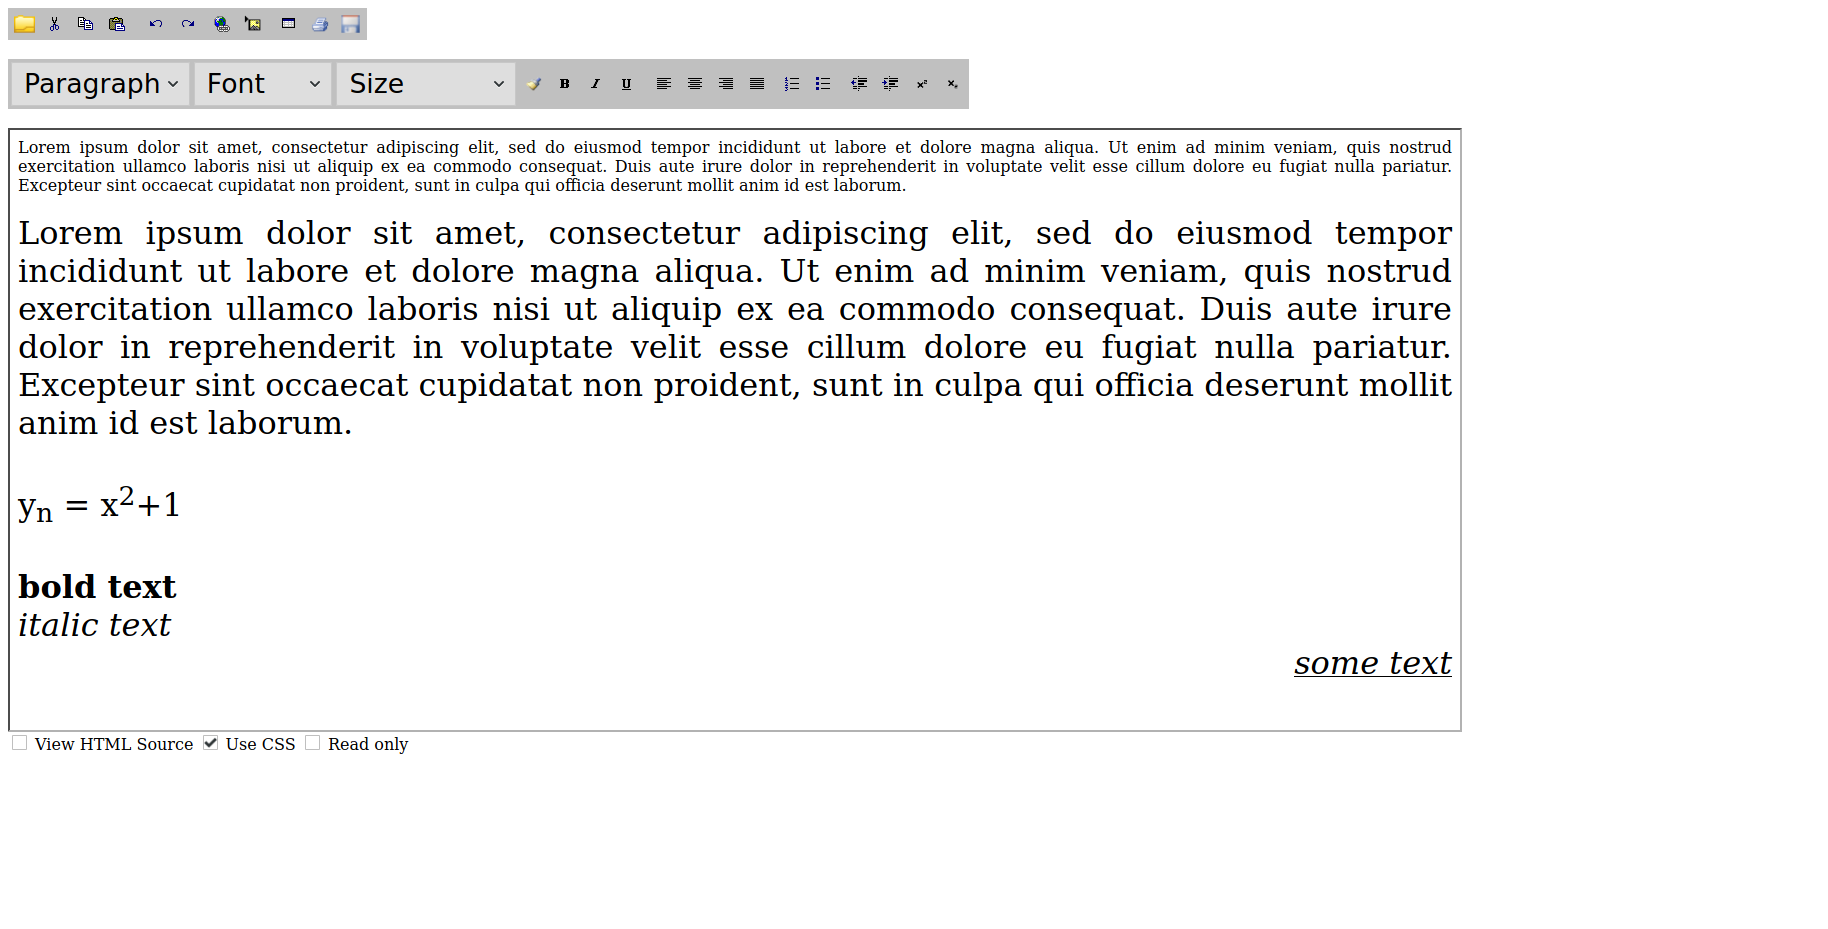 Paragraph Font Size B I U
Lorem ipsum dolor sit amet, consectetur adipiscing elit, sed do eiusmod tempor incididunt ut labore et dolore magna aliqua. Ut enim ad minim veniam, quis nostrud
exercitation ullamco laboris nisi ut aliquip ex ea commodo consequat. Duis aute irure dolor in reprehenderit in voluptate velit esse cillum dolore eu fugiat nulla pariatur.
Excepteur sint occaecat cupidatat non proident, sunt in culpa qui officia deserunt mollit anim id est laborum.
Lorem ipsum dolor sit amet, consectetur adipiscing elit, sed do eiusmod tempor
incididunt ut labore et dolore magna aliqua. Ut enim ad minim veniam, quis nostrud
exercitation ullamco laboris nisi ut aliquip ex ea commodo consequat. Duis aute irure
dolor in reprehenderit in voluptate velit esse cillum dolore eu fugiat nulla pariatur.
Excepteur sint occaecat cupidatat non proident, sunt in culpa qui officia deserunt mollit
anim id est laborum.
yₙ = x²+1
bold text
italic text
some text
View HTML Source Use CSS Read only